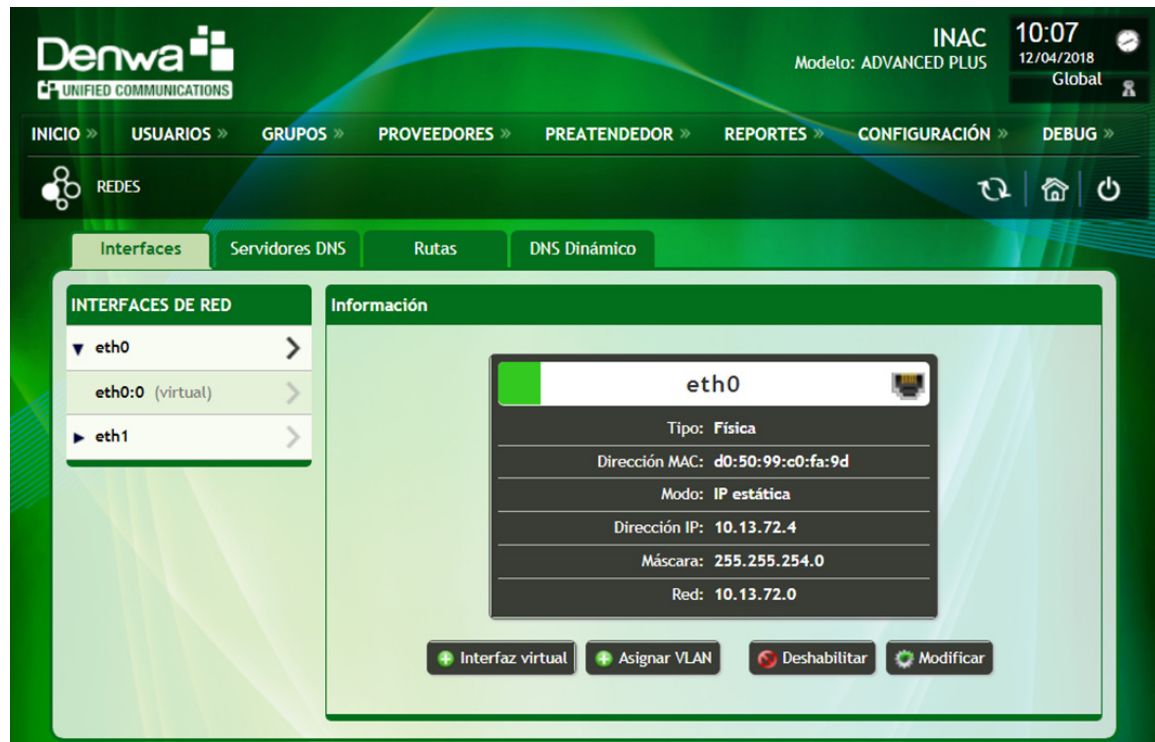 Denwa
UNIFIED COMMUNICATIONS
INAC
Modelo: ADVANCED PLUS
10:07
12/04/2018
Global
INICIO » USUARIOS » GRUPOS » PROVEEDORES » PREATENDEDOR » REPORTES » CONFIGURACIÓN » DEBUG »
REDES
Interfaces Servidores DNS Rutas DNS Dinámico
INTERFACES DE RED
eth0
eth0:0 (virtual)
eth1
Información
eth0
Tipo: Física
Dirección MAC: d0:50:99:c0:fa:9d
Modo: IP estática
Dirección IP: 10.13.72.4
Máscara: 255.255.254.0
Red: 10.13.72.0
Interfaz virtual Asignar VLAN Deshabilitar Modificar